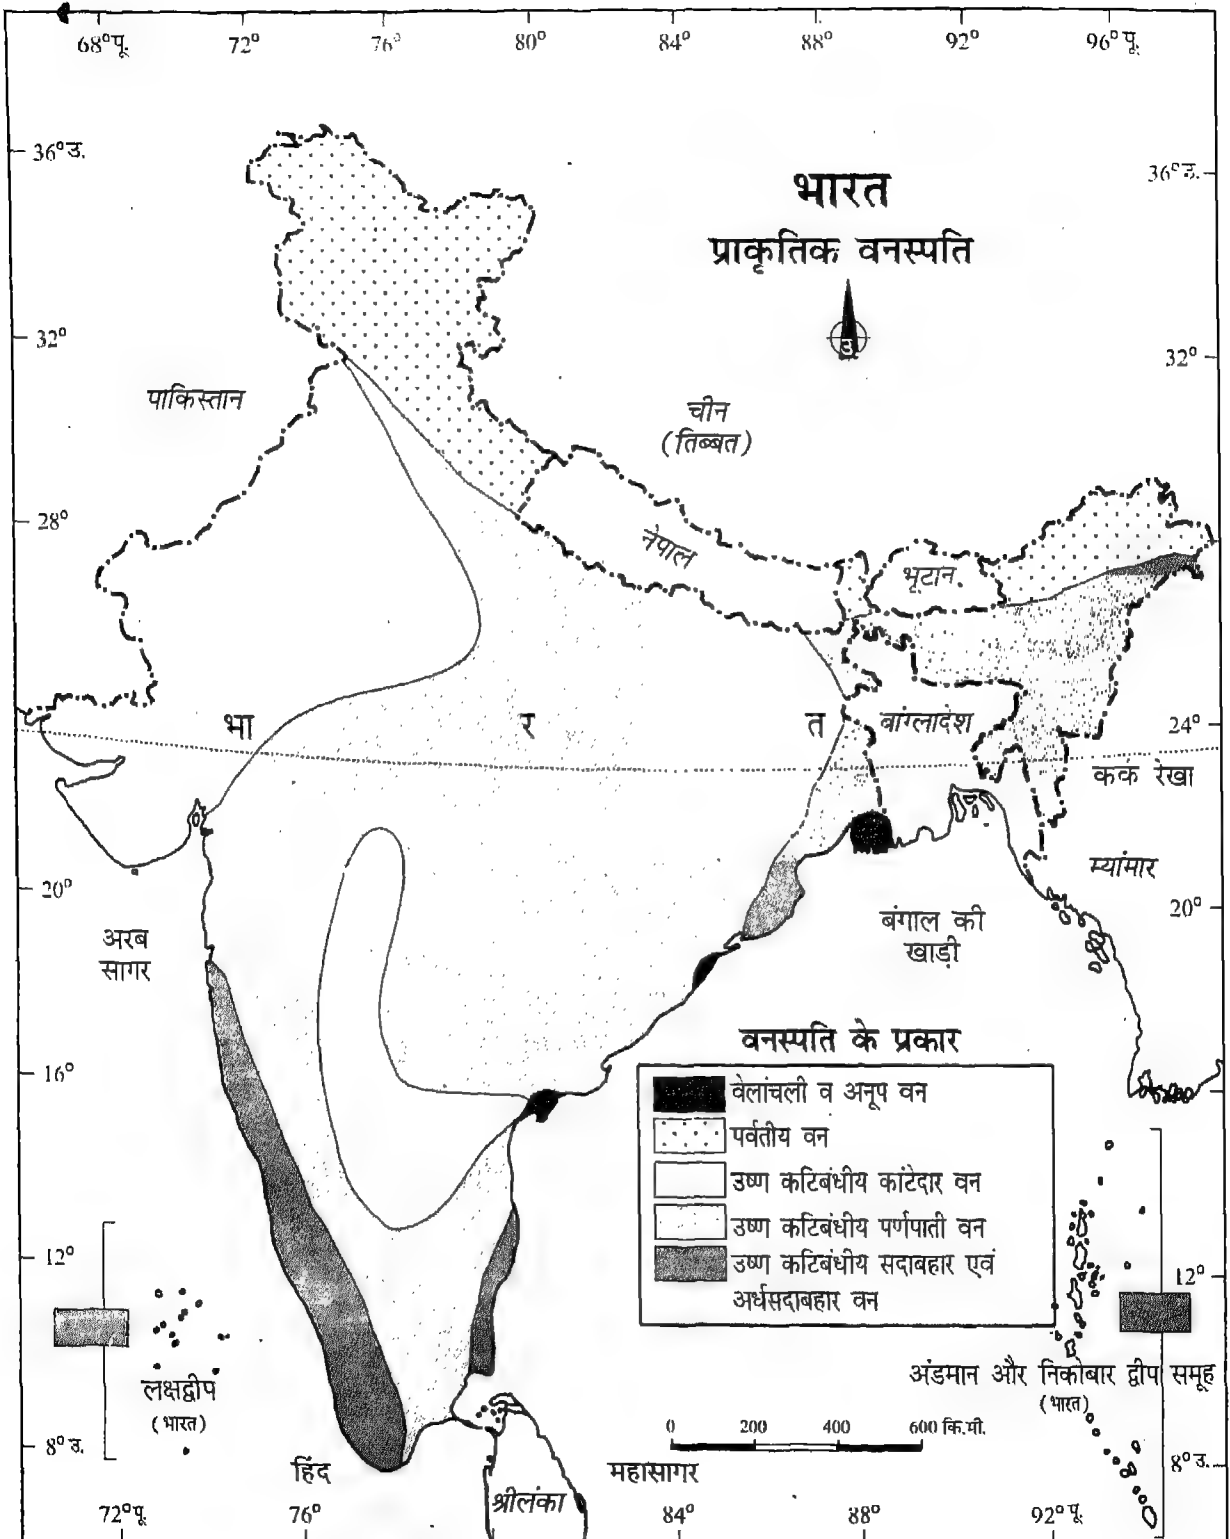 68°पू. 72° 76° 80° 84° 88° 92° 96°पू.
36°उ.
36°उ.
भारत
प्राकृतिक वनस्पति
32°
32°
पाकिस्तान
चीन
(तिब्बत)
28°
नेपाल
भूटान
भा र त
बांग्लादेश
24°
कर्क रेखा
म्यांमार
20°
20°
अरब
सागर
बंगाल की
खाड़ी
वनस्पति के प्रकार
16°
वेलांचली व अनूप वन
पर्वतीय वन
उष्ण कटिबंधीय कांटेदार वन
उष्ण कटिबंधीय पर्णपाती वन
उष्ण कटिबंधीय सदाबहार एवं
अर्धसदाबहार वन
12°
12°
लक्षद्वीप
(भारत)
अंडमान और निकोबार द्वीप समूह
(भारत)
0 200 400 600 कि.मी.
8°उ.
8°उ.
हिंद महासागर
श्रीलंका
72°पू. 76° 84° 88° 92°पू.